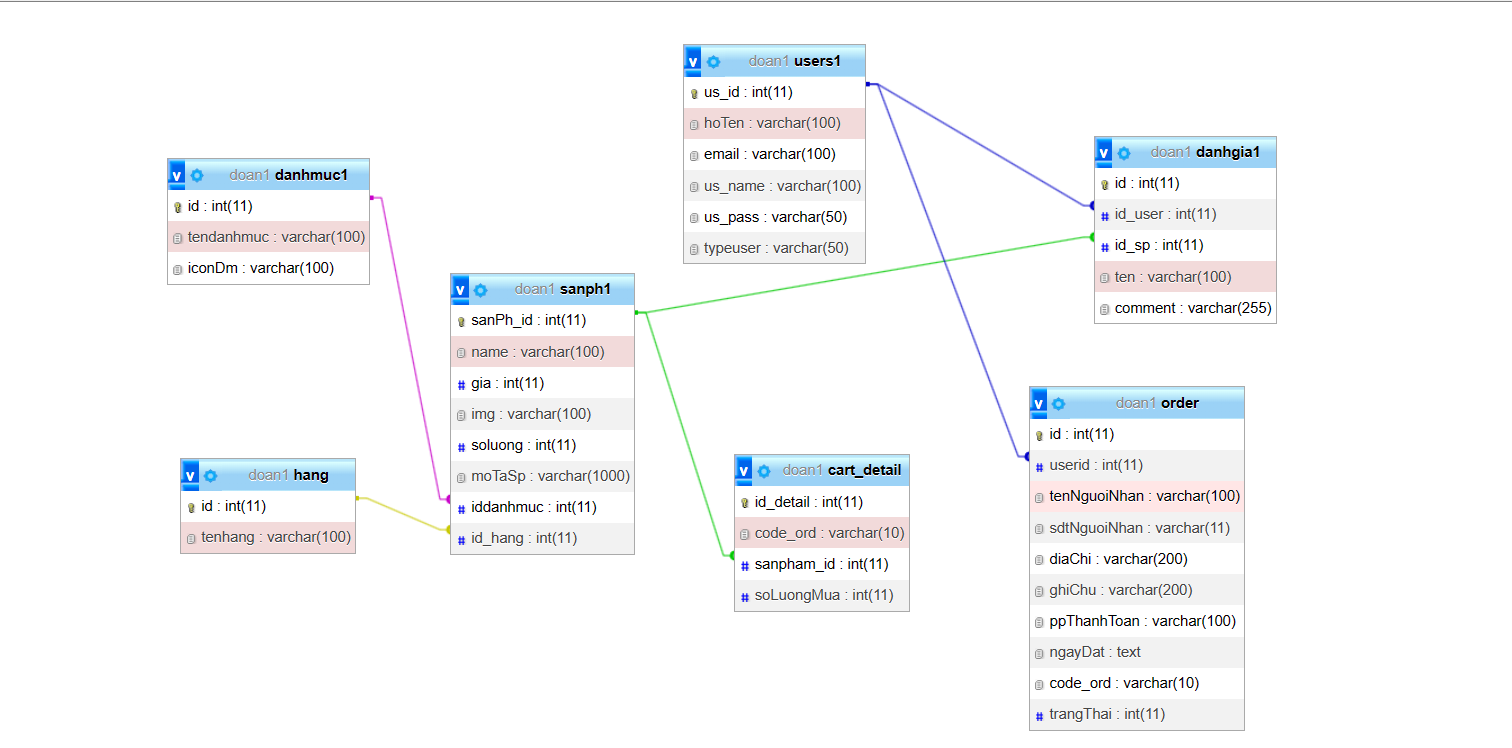 doan1 users1
us_id : int(11)
hoTen : varchar(100)
email : varchar(100)
us_name : varchar(100)
us_pass : varchar(50)
typeuser : varchar(50)
doan1 danhgia1
id : int(11)
id_user : int(11)
id_sp : int(11)
ten : varchar(100)
comment : varchar(255)
doan1 danhmuc1
id : int(11)
tendanhmuc : varchar(100)
iconDm : varchar(100)
doan1 sanph1
sanPh_id : int(11)
name : varchar(100)
gia : int(11)
img : varchar(100)
soluong : int(11)
moTaSp : varchar(1000)
iddanhmuc : int(11)
id_hang : int(11)
doan1 order
id : int(11)
userid : int(11)
tenNguoiNhan : varchar(100)
sdtNguoiNhan : varchar(11)
diaChi : varchar(200)
ghiChu : varchar(200)
ppThanhToan : varchar(100)
ngayDat : text
code_ord : varchar(10)
trangThai : int(11)
doan1 hang
id : int(11)
tenhang : varchar(100)
doan1 cart_detail
id_detail : int(11)
code_ord : varchar(10)
sanpham_id : int(11)
soLuongMua : int(11)